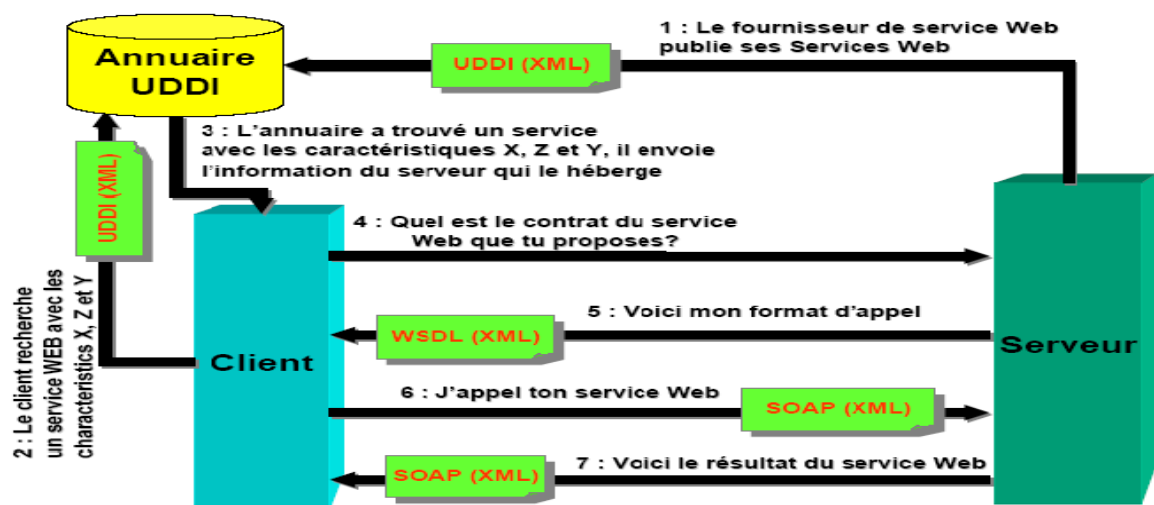 1 : Le fournisseur de service Web
publie ses Services Web
Annuaire
UDDI
UDDI (XML)
3 : L'annuaire a trouvé un service
avec les caractéristiques X, Z et Y, il envoie
l'information du serveur qui le héberge
UDDI (XML)
2 : Le client recherche
un service WEB avec les
characteristics X, Z et Y
4 : Quel est le contrat du service
Web que tu proposes?
5 : Voici mon format d'appel
WSDL (XML)
Client
Serveur
6 : J'appel ton service Web
SOAP (XML)
7 : Voici le résultat du service Web
SOAP (XML)